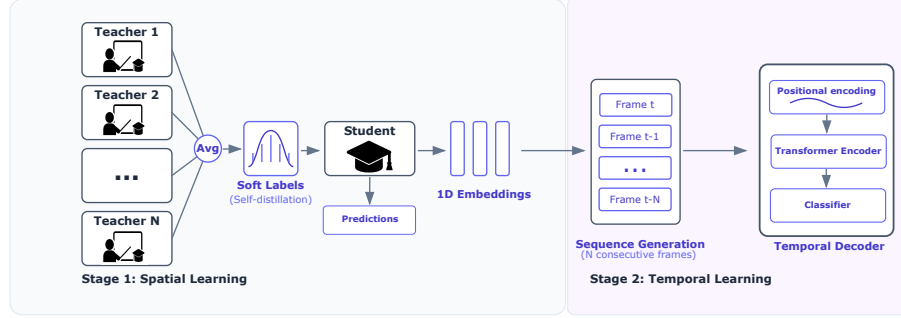 Teacher 1
Teacher 2
...
Teacher N
Avg
Soft Labels
(Self-distillation)
Student
Predictions
1D Embeddings
Stage 1: Spatial Learning
Frame t
Frame t-1
...
Frame t-N
Sequence Generation
(N consecutive frames)
Positional encoding
Transformer Encoder
Classifier
Temporal Decoder
Stage 2: Temporal Learning